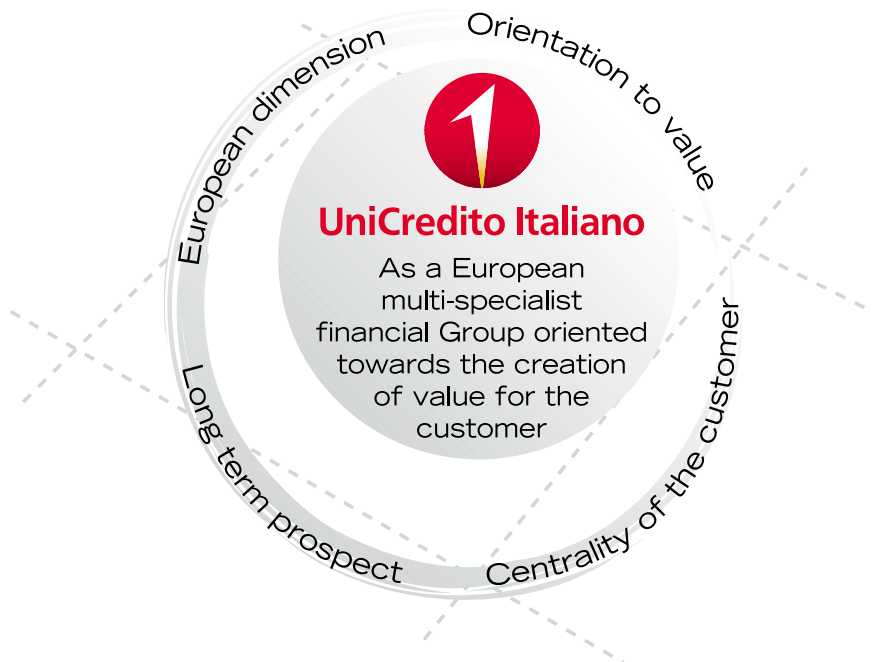 European dimension
Orientation to value
UniCredito Italiano
As a European
multi-specialist
financial Group oriented
towards the creation
of value for the
customer
Long term prospect
Centrality of the customer